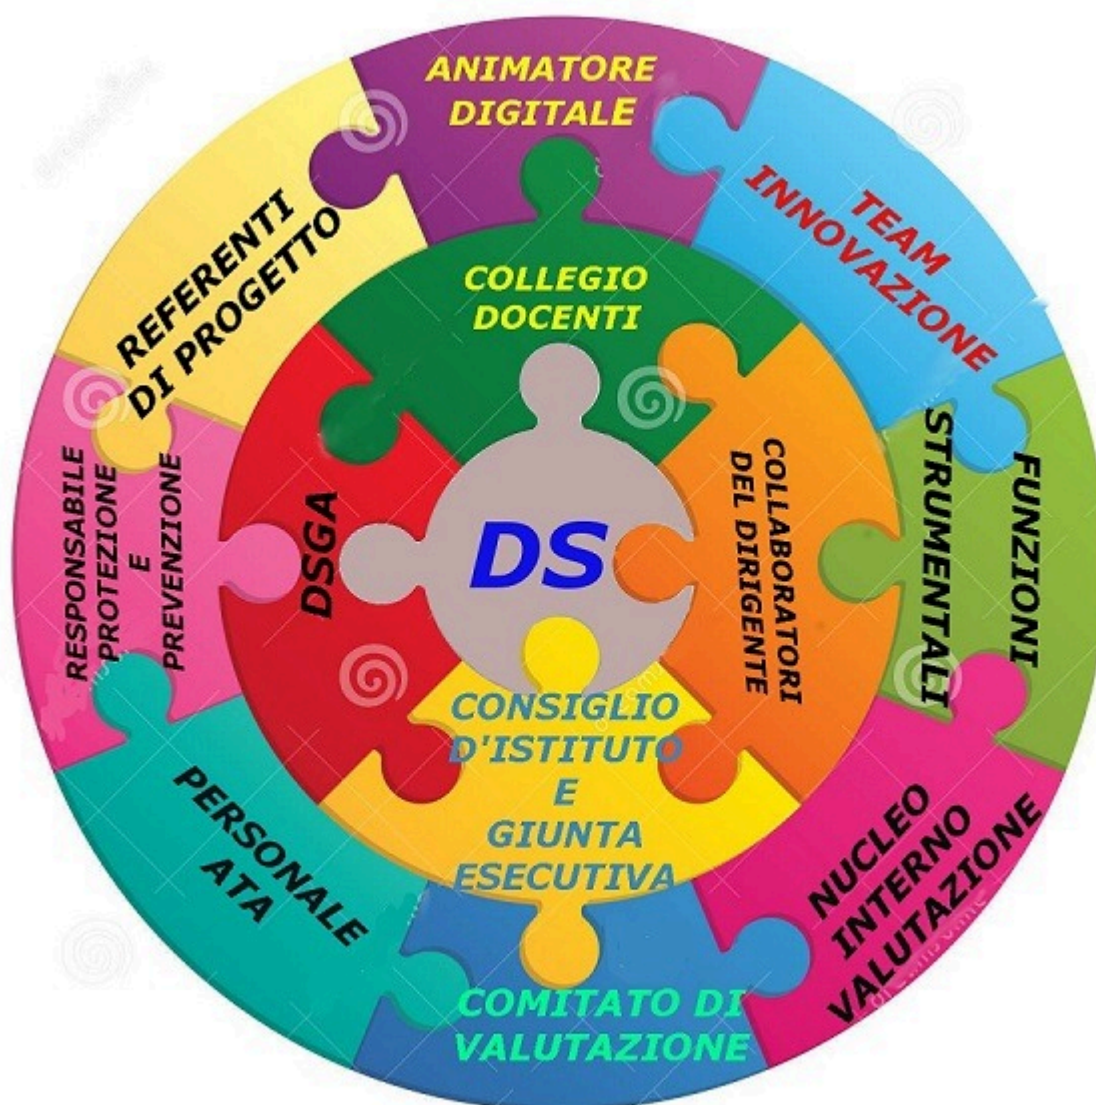 ANIMATORE
DIGITALE
TEAM
INNOVAZIONE
REFERENTI
DI PROGETTO
COLLEGIO
DOCENTI
FUNZIONI
STRUMENTALI
COLLABORATORI
DEL DIRIGENTE
DS
DSGA
RESPONSABILE
PROTEZIONE
E
PREVENZIONE
CONSIGLIO
D'ISTITUTO
E
GIUNTA
ESECUTIVA
PERSONALE
ATA
NUCLEO
INTERNO
VALUTAZIONE
COMITATO DI
VALUTAZIONE